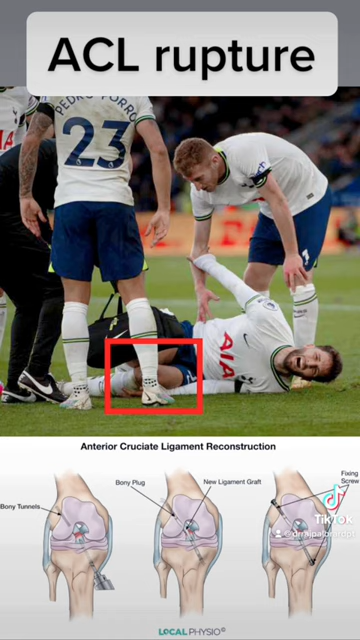 ACL rupture
PEDRO PORRO
23
AIA
Anterior Cruciate Ligament Reconstruction
Bony Tunnels
Bony Plug
New Ligament Graft
Fixing
Screw
TikTok
LOCAL PHYSIO